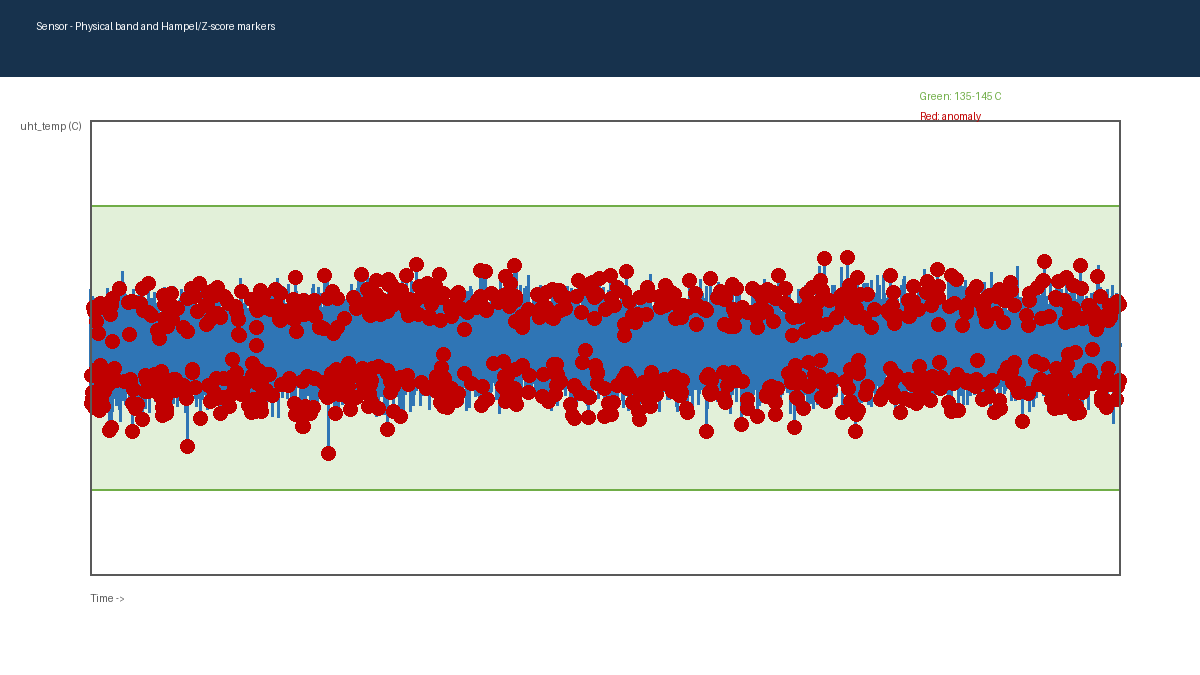 Sensor - Physical band and Hampel/Z-score markers
Green: 135-145 C
Red: anomaly
uht_temp (C)
Time ->